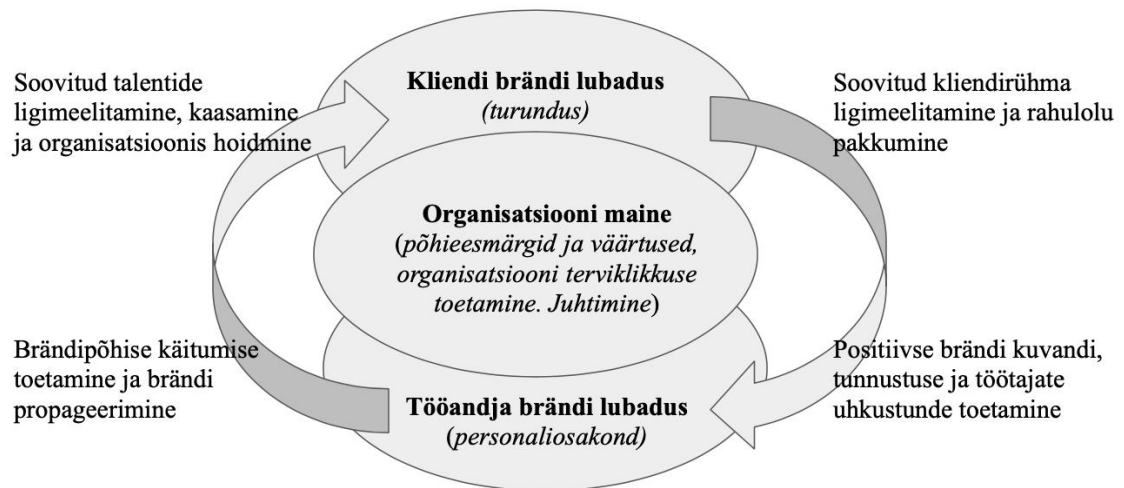 Soovitud talentide
ligimeelitamine, kaasamine
ja organisatsioonis hoidmine
Kliendi brändi lubadus
(turundus)
Soovitud kliendirühma
ligimeelitamine ja rahulolu
pakkumine
Organisatsiooni maine
(põhieesmärgid ja väärtused,
organisatsiooni terviklikkuse
toetamine. Juhtimine)
Brändipõhise käitumise
toetamine ja brändi
propageerimine
Tööandja brändi lubadus
(personaliosakond)
Positiivse brändi kuvandi,
tunnustuse ja töötajate
uhkustunde toetamine